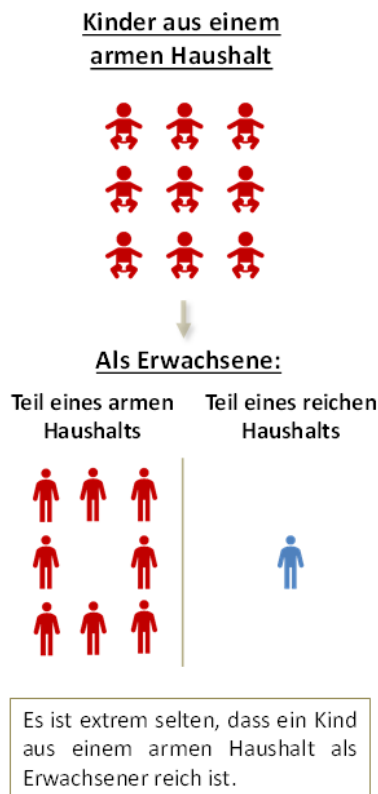 Kinder aus einem
armen Haushalt
Als Erwachsene:
Teil eines armen
Haushalts
Teil eines reichen
Haushalts
Es ist extrem selten, dass ein Kind
aus einem armen Haushalt als
Erwachsener reich ist.